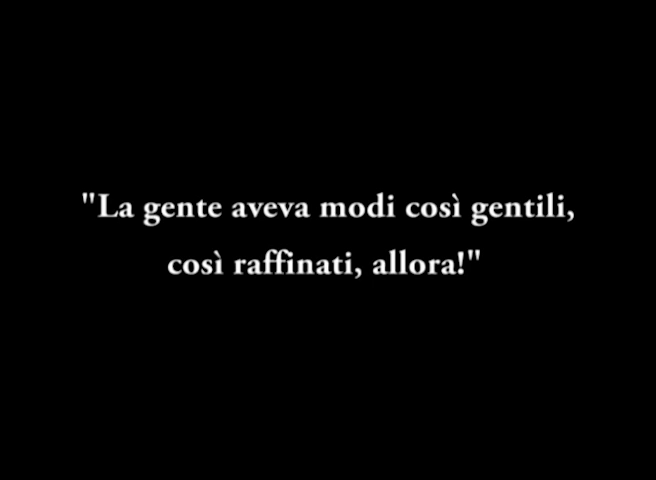 "La gente aveva modi così gentili,
così raffinati, allora!"